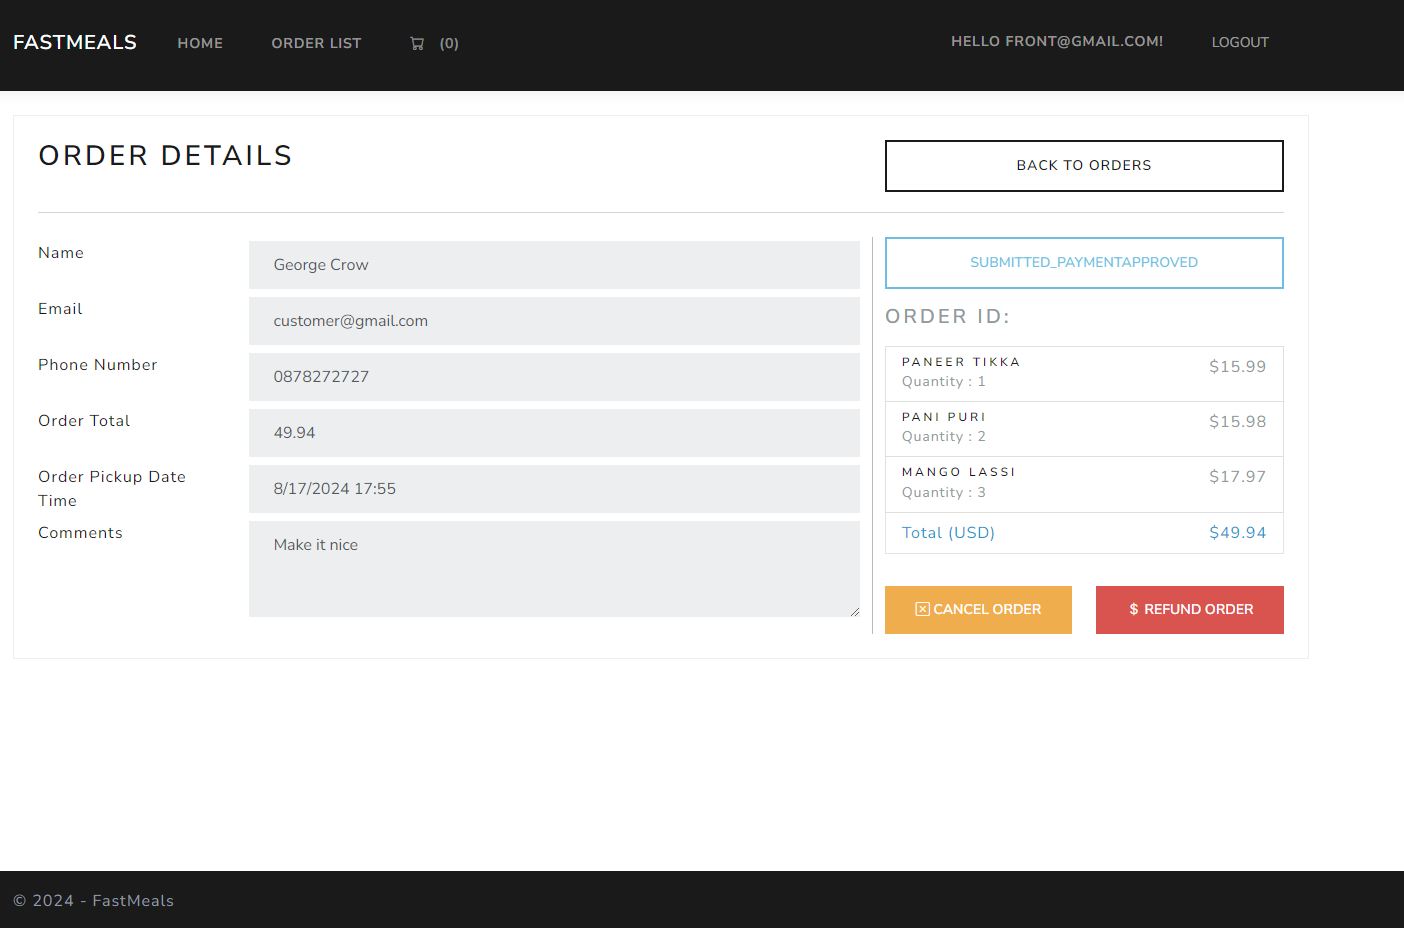 FASTMEALS HOME ORDER LIST (0) HELLO FRONT@GMAIL.COM! LOGOUT
ORDER DETAILS
BACK TO ORDERS
Name George Crow
Email customer@gmail.com
Phone Number 0878272727
Order Total 49.94
Order Pickup Date
Time
8/17/2024 17:55
Comments Make it nice
SUBMITTED_PAYMENTAPPROVED
ORDER ID:
PANEER TIKKA $15.99
Quantity : 1
PANI PURI $15.98
Quantity : 2
MANGO LASSI $17.97
Quantity : 3
Total (USD) $49.94
CANCEL ORDER $ REFUND ORDER
© 2024 - FastMeals